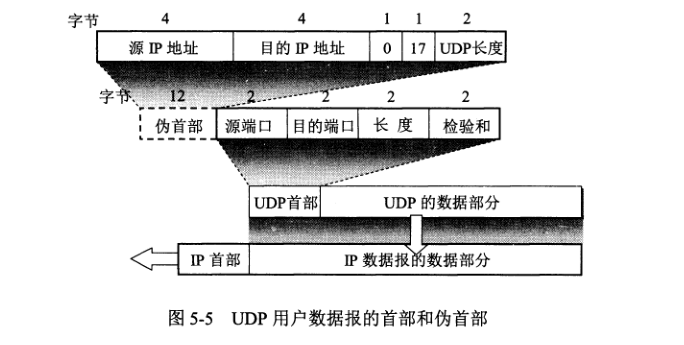 字节 4 4 1 1 2
源 IP 地址 目的 IP 地址 0 17 UDP长度
字节 12 2 2 2 2
伪首部 源端口 目的端口 长 度 检验和
UDP首部 UDP 的数据部分
IP 首部 IP 数据报的数据部分
图 5-5 UDP 用户数据报的首部和伪首部